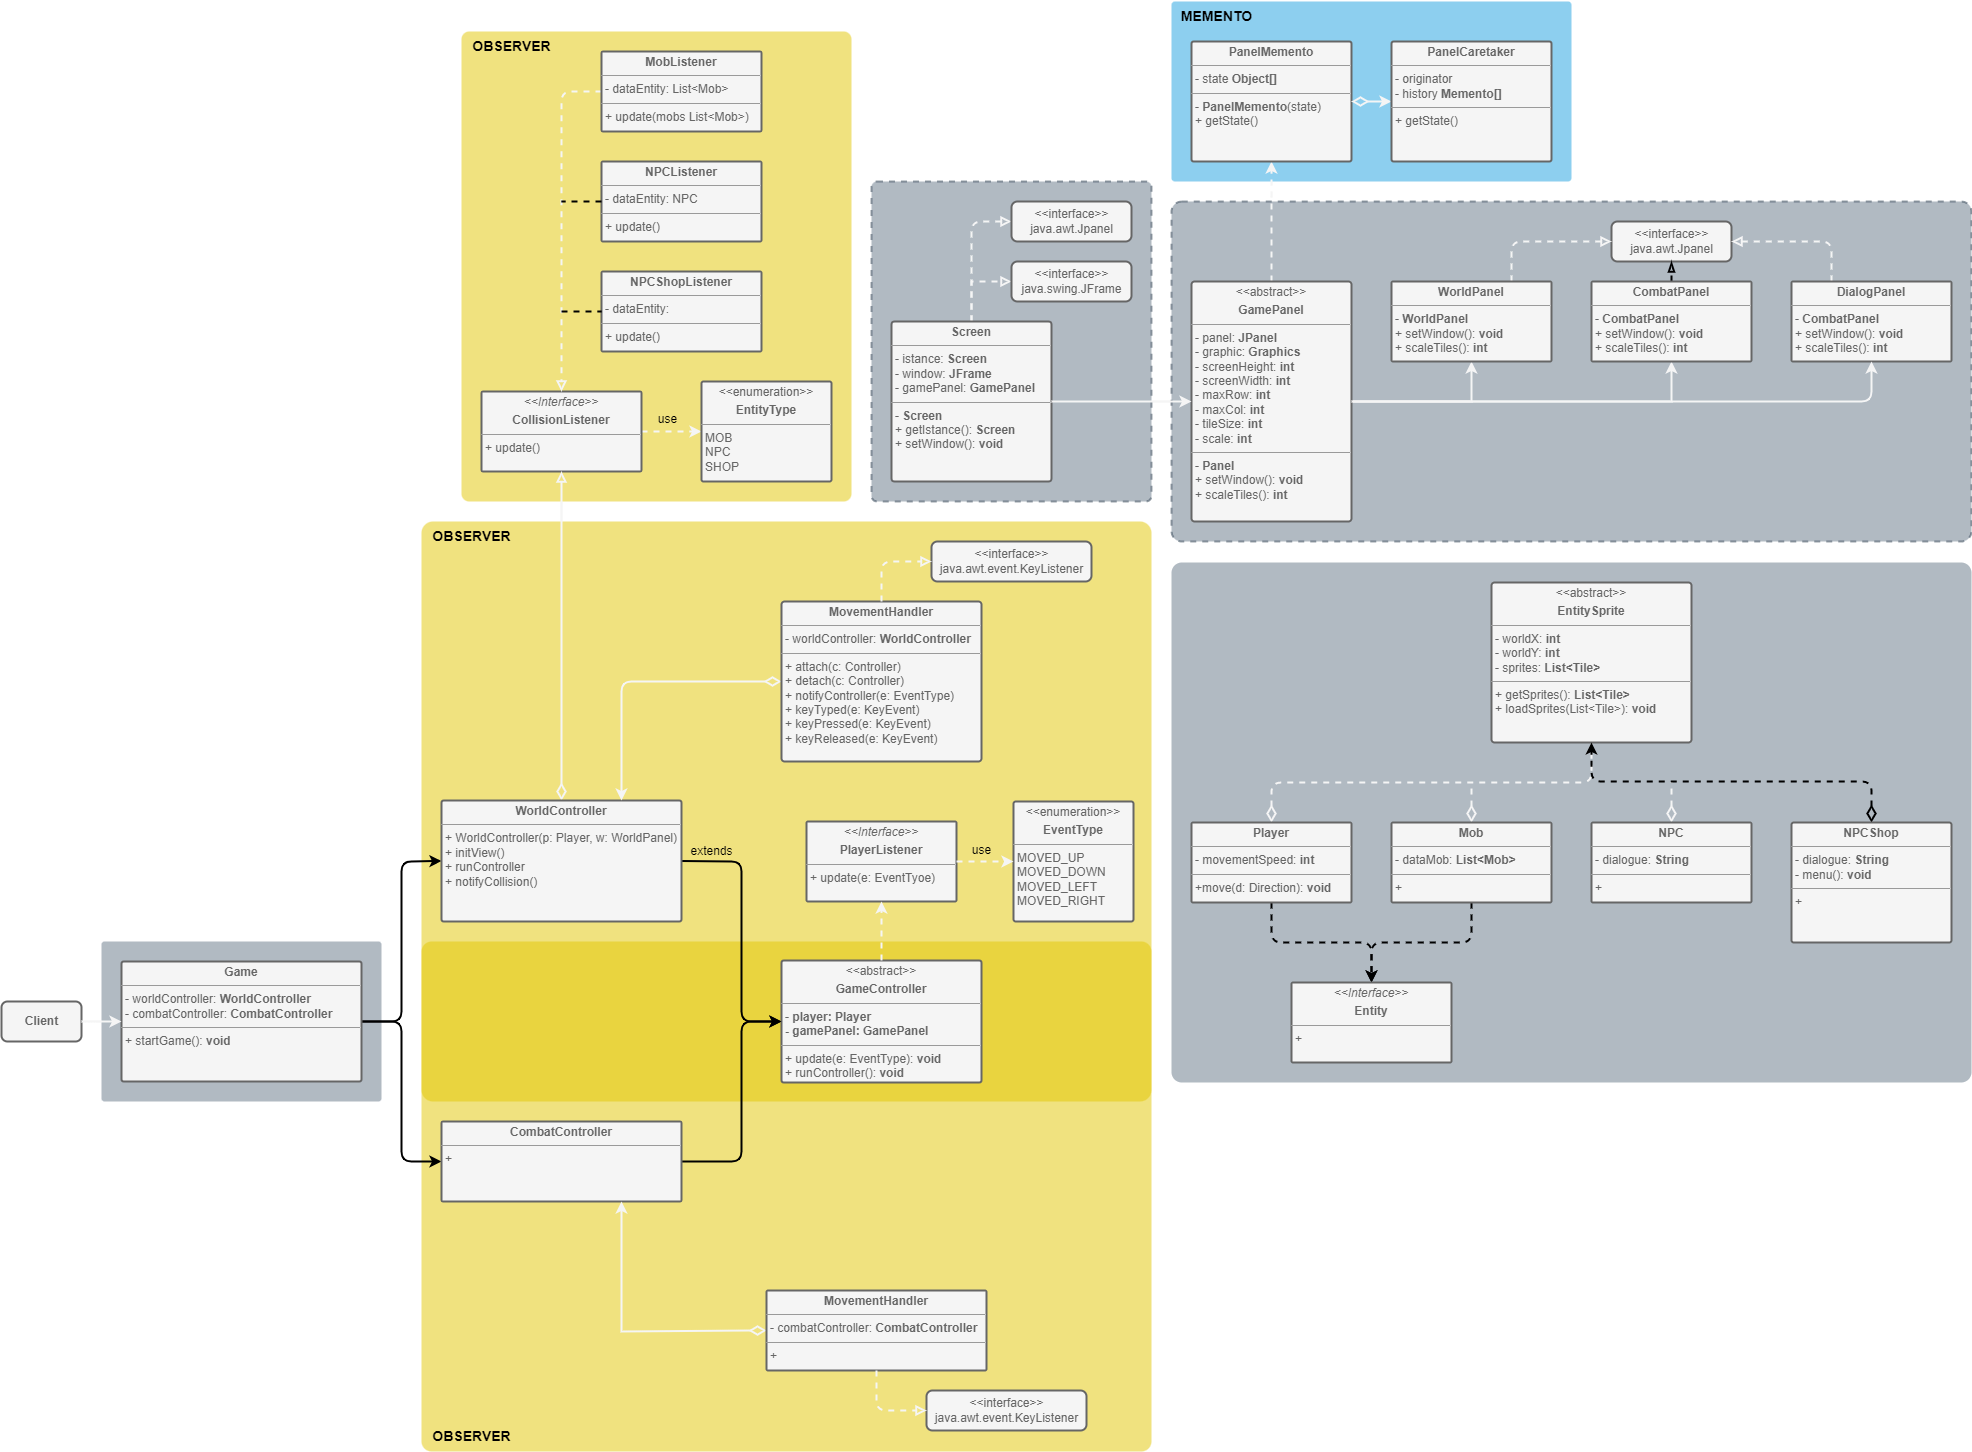 MEMENTO
PanelMemento
- state Object[]
- PanelMemento(state)
+ getState()
PanelCaretaker
- originator
- history Memento[]
+ getState()
OBSERVER
MobListener
- dataEntity: List<Mob>
+ update(mobs List<Mob>)
NPCListener
- dataEntity: NPC
+ update()
NPCShopListener
- dataEntity:
+ update()
<<Interface>>
CollisionListener
+ update()
use
<<enumeration>>
EntityType
MOB
NPC
SHOP
<<interface>>
java.awt.Jpanel
<<interface>>
java.swing.JFrame
Screen
- istance: Screen
- window: JFrame
- gamePanel: GamePanel
- Screen
+ getIstance(): Screen
+ setWindow(): void
<<abstract>>
GamePanel
- panel: JPanel
- graphic: Graphics
- screenHeight: int
- screenWidth: int
- maxRow: int
- maxCol: int
- tileSize: int
- scale: int
- Panel
+ setWindow(): void
+ scaleTiles(): int
<<interface>>
java.awt.Jpanel
WorldPanel
- WorldPanel
+ setWindow(): void
+ scaleTiles(): int
CombatPanel
- CombatPanel
+ setWindow(): void
+ scaleTiles(): int
DialogPanel
- CombatPanel
+ setWindow(): void
+ scaleTiles(): int
OBSERVER
<<interface>>
java.awt.event.KeyListener
MovementHandler
- worldController: WorldController
+ attach(c: Controller)
+ detach(c: Controller)
+ notifyController(e: EventType)
+ keyTyped(e: KeyEvent)
+ keyPressed(e: KeyEvent)
+ keyReleased(e: KeyEvent)
WorldController
+ WorldController(p: Player, w: WorldPanel)
+ initView()
+ runController
+ notifyCollision()
extends
<<Interface>>
PlayerListener
+ update(e: EventTyoe)
use
<<enumeration>>
EventType
MOVED_UP
MOVED_DOWN
MOVED_LEFT
MOVED_RIGHT
<<abstract>>
EntitySprite
- worldX: int
- worldY: int
- sprites: List<Tile>
+ getSprites(): List<Tile>
+ loadSprites(List<Tile>): void
Player
- movementSpeed: int
+move(d: Direction): void
Mob
- dataMob: List<Mob>
+
NPC
- dialogue: String
+
NPCShop
- dialogue: String
- menu(): void
+
<<Interface>>
Entity
+
Client
Game
- worldController: WorldController
- combatController: CombatController
+ startGame(): void
<<abstract>>
GameController
- player: Player
- gamePanel: GamePanel
+ update(e: EventType): void
+ runController(): void
CombatController
+
MovementHandler
- combatController: CombatController
+
<<interface>>
java.awt.event.KeyListener
OBSERVER